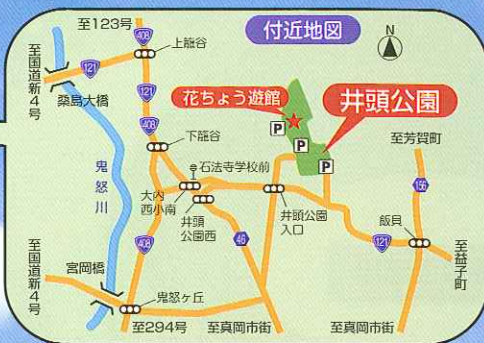 至123号
付近地図
N
408
上籠谷
至国道新4号
121
桑島大橋
121
花ちょう遊館
井頭公園
P
408
P
至芳賀町
下籠谷
P
石法寺学校前
鬼怒川
156
大内西小南
井頭公園西
井頭公園入口
飯貝
408
46
121
至国道新4号
宮岡橋
至益子町
鬼怒ヶ丘
至294号
至真岡市街
至真岡市街